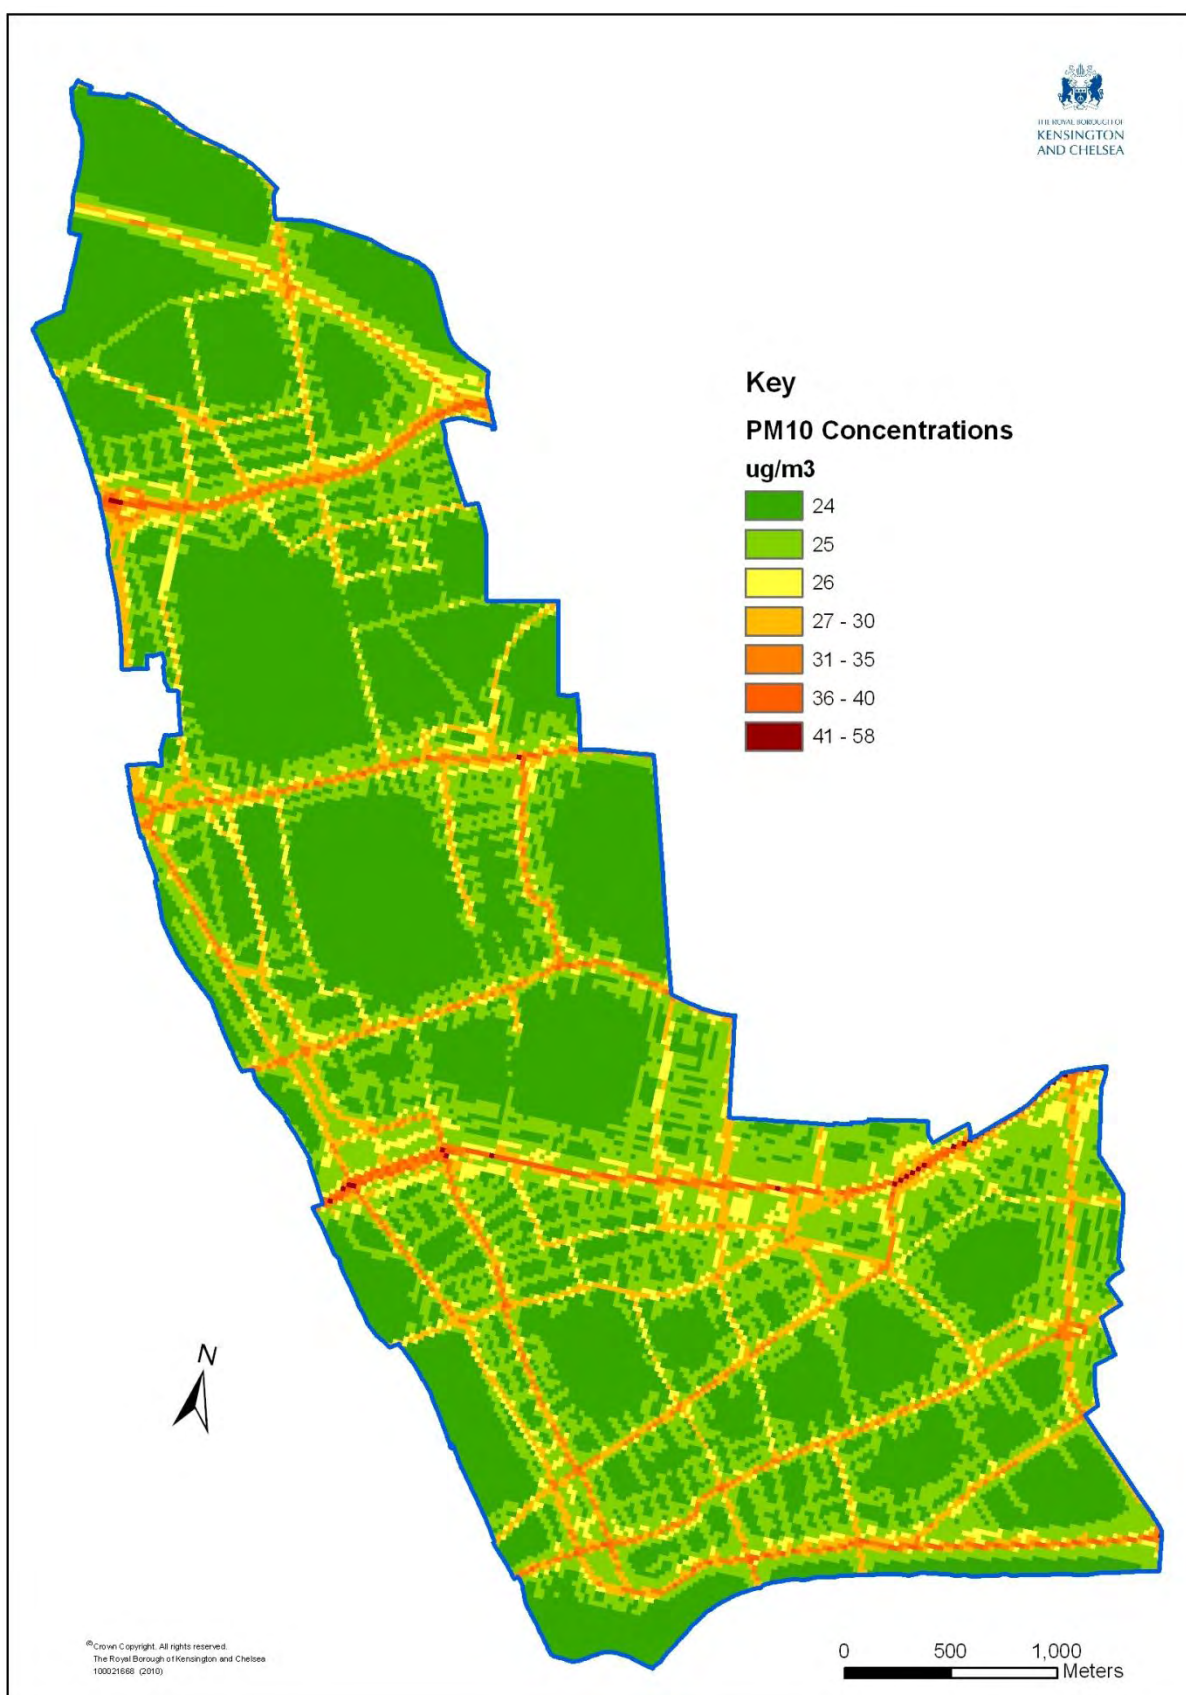 THE ROYAL BOROUGH OF
KENSINGTON
AND CHELSEA
Key
PM10 Concentrations
ug/m3
24
25
26
27 - 30
31 - 35
36 - 40
41 - 58
N
©Crown Copyright. All rights reserved.
The Royal Borough of Kensington and Chelsea
100021668 (2010)
0 500 1,000
Meters